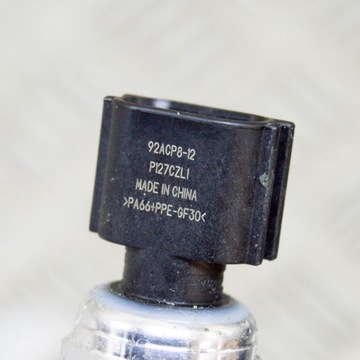 92ACP8-12
P127CZL1
MADE IN CHINA
>PA66+PPE-GF30<